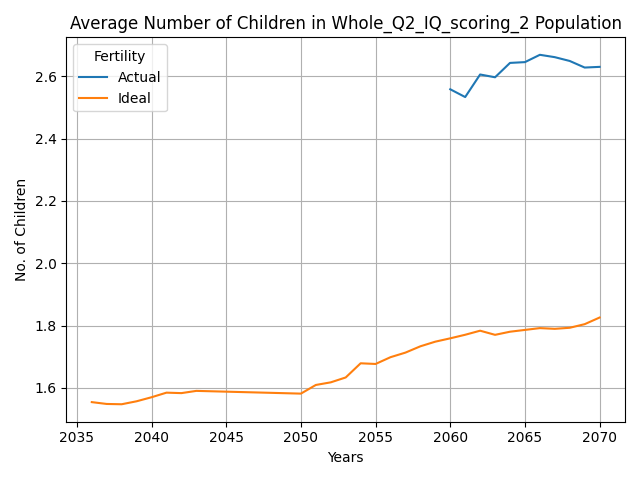 Average Number of Children in Whole_Q2_IQ_scoring_2 Population
Fertility
Actual
Ideal
No. of Children
2.6
2.4
2.2
2.0
1.8
1.6
2035 2040 2045 2050 2055 2060 2065 2070
Years